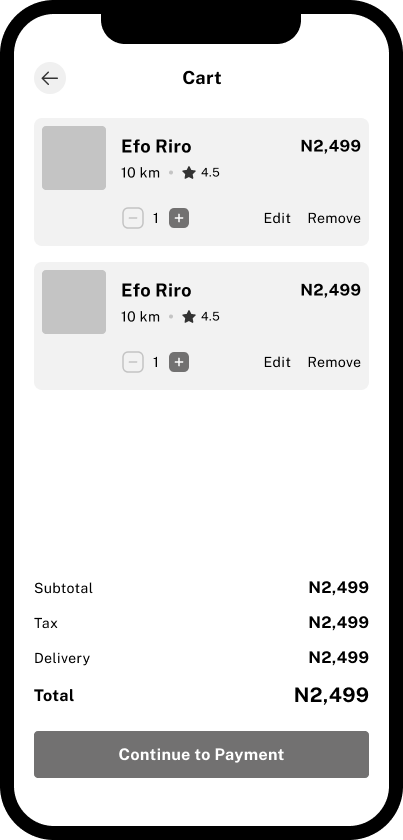 Cart
Efo Riro N2,499
10 km • ★ 4.5
− 1 + Edit Remove
Efo Riro N2,499
10 km • ★ 4.5
− 1 + Edit Remove
Subtotal N2,499
Tax N2,499
Delivery N2,499
Total N2,499
Continue to Payment